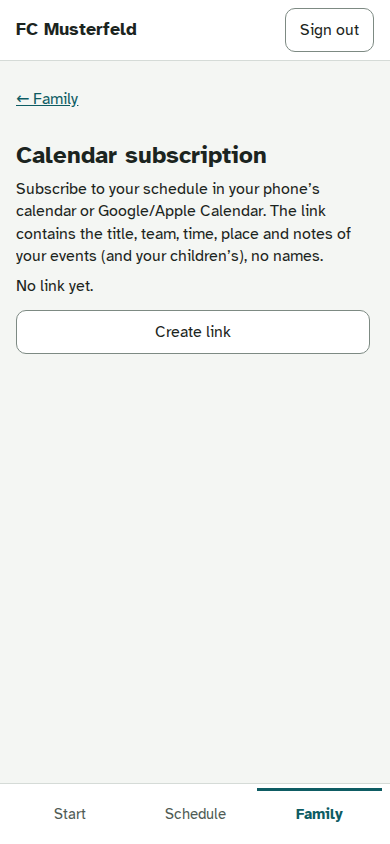 FC Musterfeld
Sign out
← Family
Calendar subscription
Subscribe to your schedule in your phone’s
calendar or Google/Apple Calendar. The link
contains the title, team, time, place and notes of
your events (and your children’s), no names.
No link yet.
Create link
Start
Schedule
Family